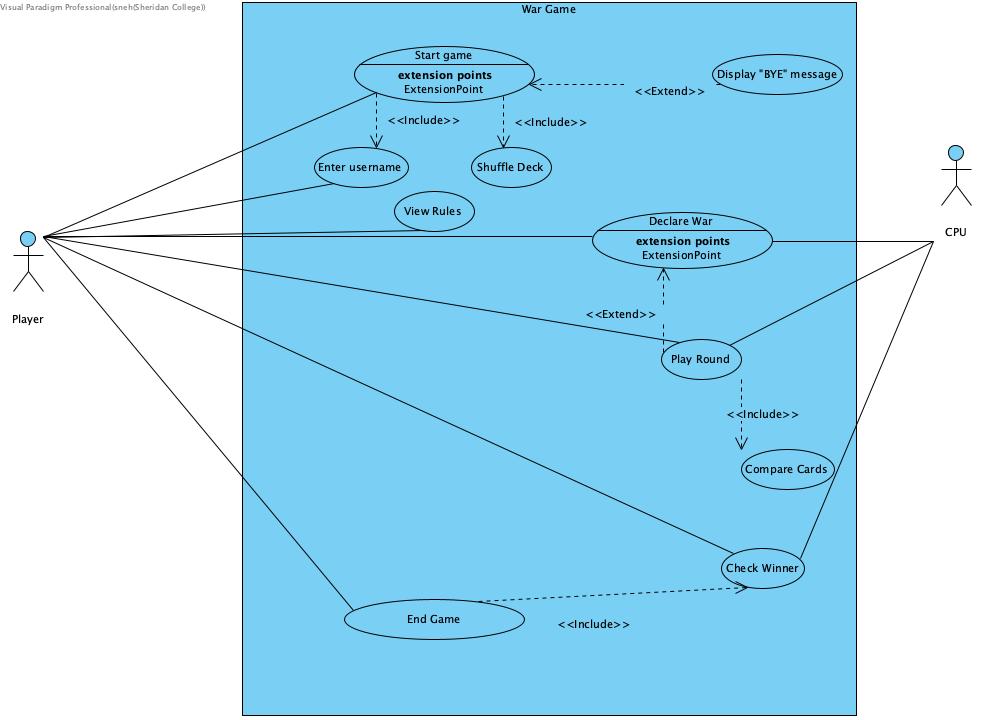 Visual Paradigm Professional(sneh(Sheridan College))
War Game
Start game
extension points
ExtensionPoint
Display "BYE" message
<<Extend>>
<<Include>>
<<Include>>
Enter username
Shuffle Deck
View Rules
Declare War
extension points
ExtensionPoint
CPU
Player
<<Extend>>
Play Round
<<Include>>
Compare Cards
Check Winner
End Game
<<Include>>